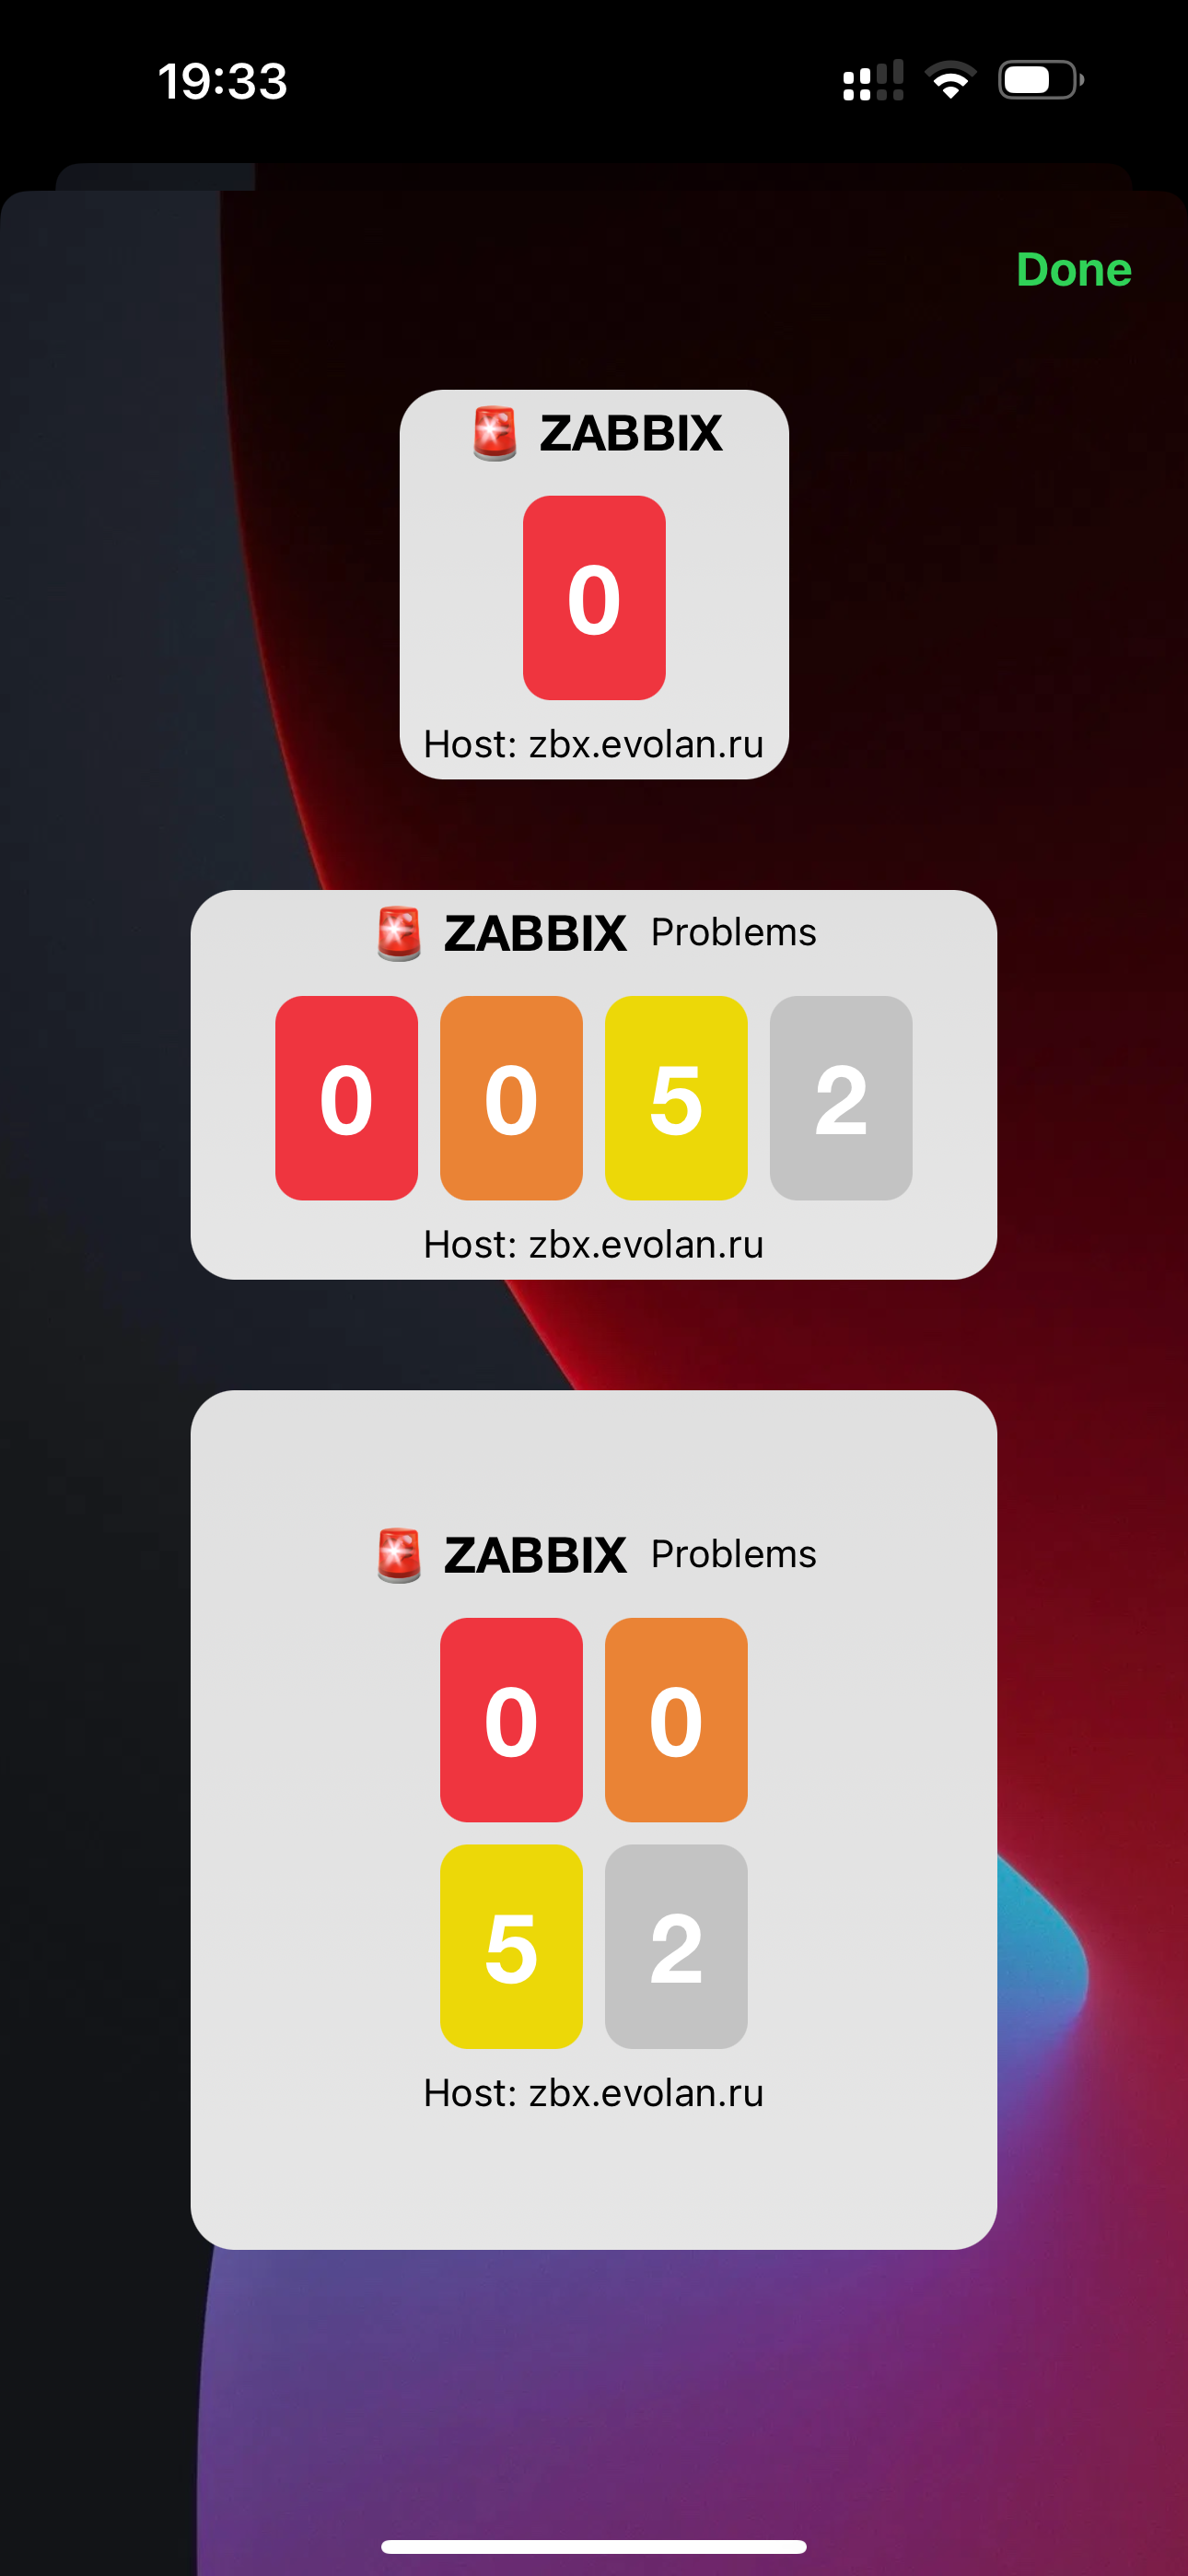 19:33
Done
🚨 ZABBIX
0
Host: zbx.evolan.ru
🚨 ZABBIX Problems
0 0 5 2
Host: zbx.evolan.ru
🚨 ZABBIX Problems
0 0
5 2
Host: zbx.evolan.ru